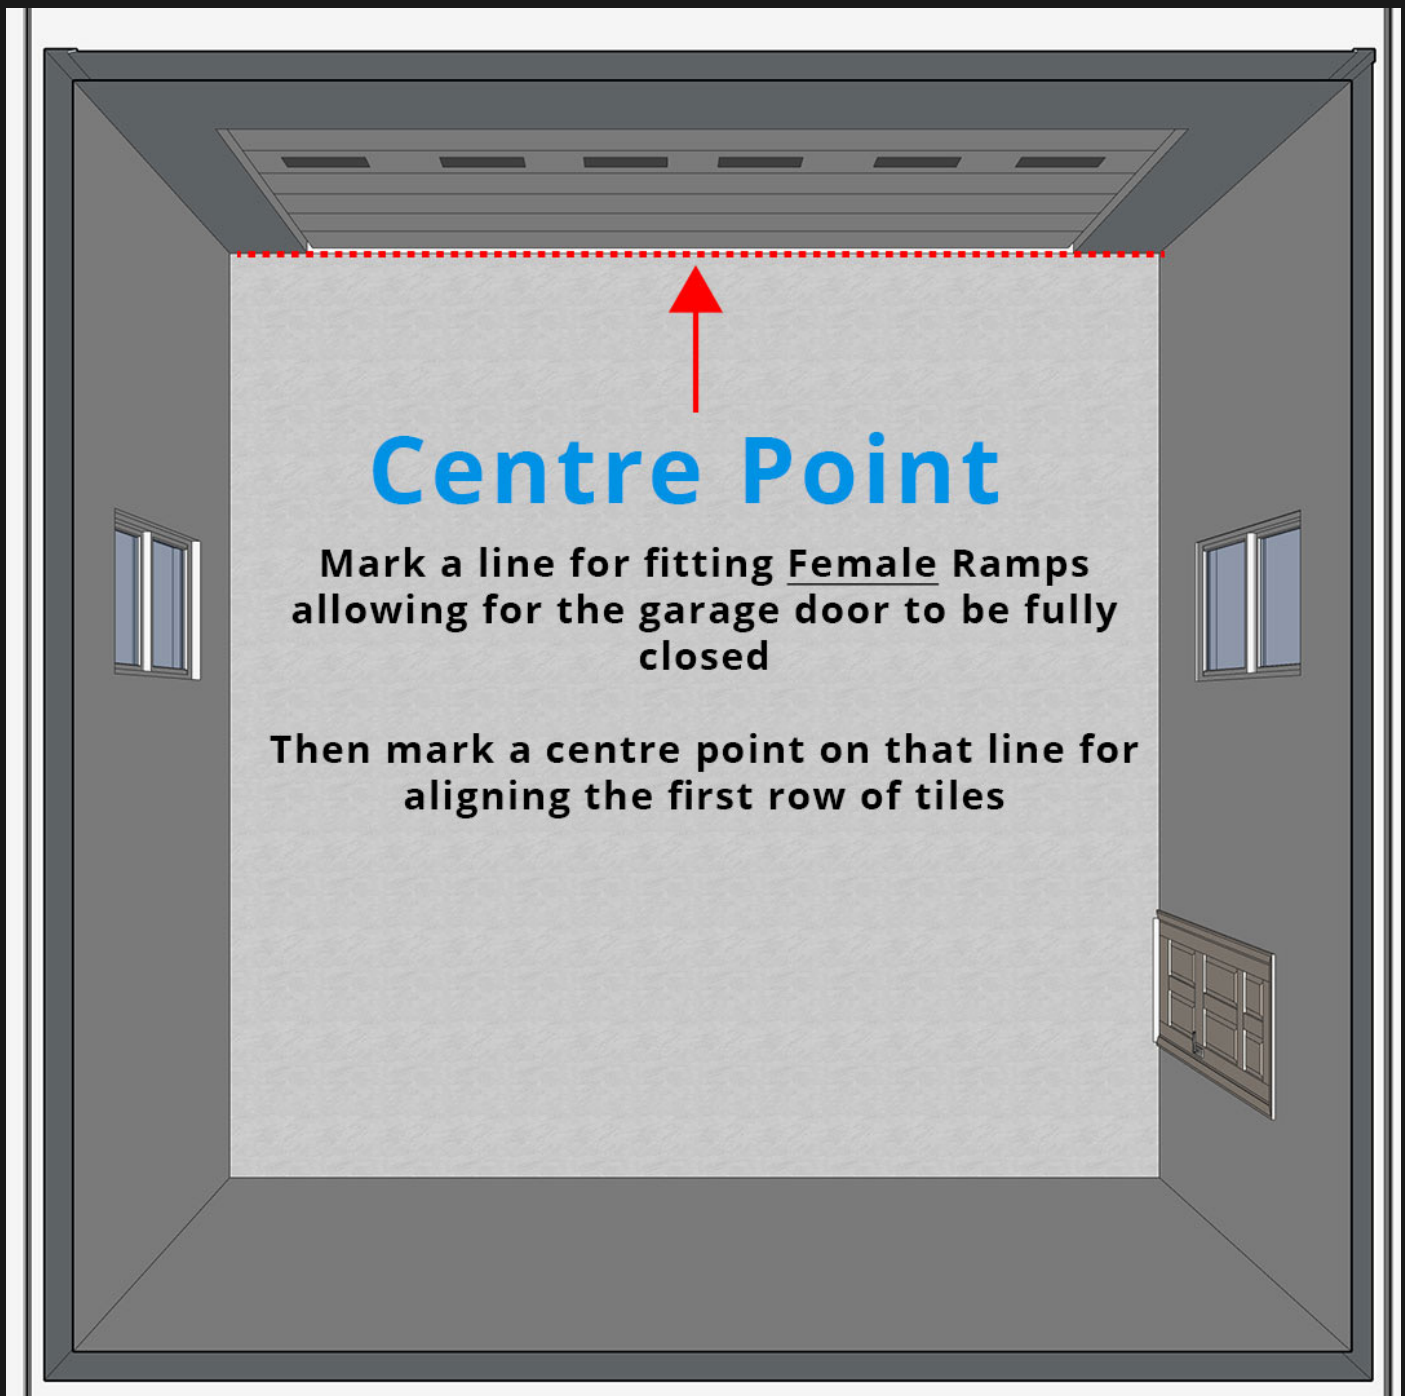 Centre Point
Mark a line for fitting Female Ramps
allowing for the garage door to be fully
closed
Then mark a centre point on that line for
aligning the first row of tiles